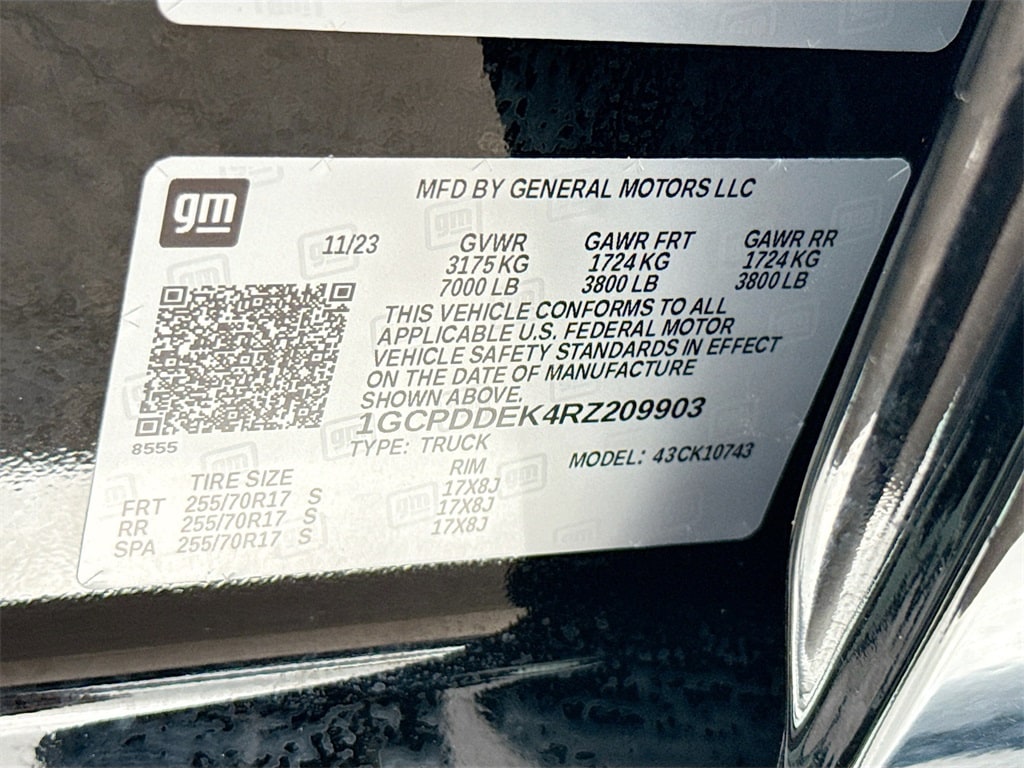 gm
MFD BY GENERAL MOTORS LLC
11/23 GVWR GAWR FRT GAWR RR
3175 KG 1724 KG 1724 KG
7000 LB 3800 LB 3800 LB
THIS VEHICLE CONFORMS TO ALL
APPLICABLE U.S. FEDERAL MOTOR
VEHICLE SAFETY STANDARDS IN EFFECT
ON THE DATE OF MANUFACTURE
SHOWN ABOVE.
1GCPDDEK4RZ209903
8555
TYPE: TRUCK MODEL: 43CK10743
TIRE SIZE RIM
FRT 255/70R17 S 17X8J
RR 255/70R17 S 17X8J
SPA 255/70R17 S 17X8J